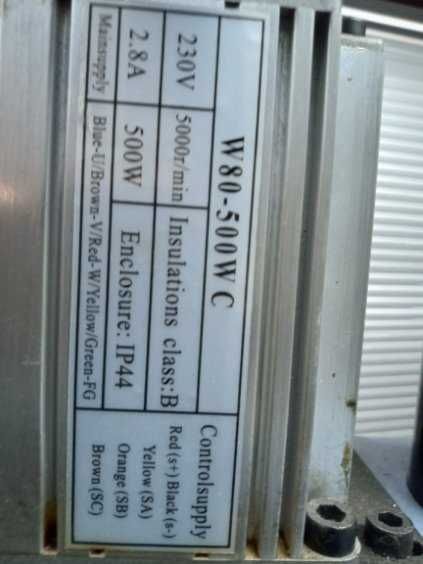 W80-500WC
230V 5000r/min Insulations class:B
2.8A 500W Enclosure: IP44
Mainsupply Blue-U/Brown-V/Red-W/Yellow/Green-FG
Controlsupply
Red(s+) Black(s-)
Yellow(SA)
Orange(SB)
Brown(SC)